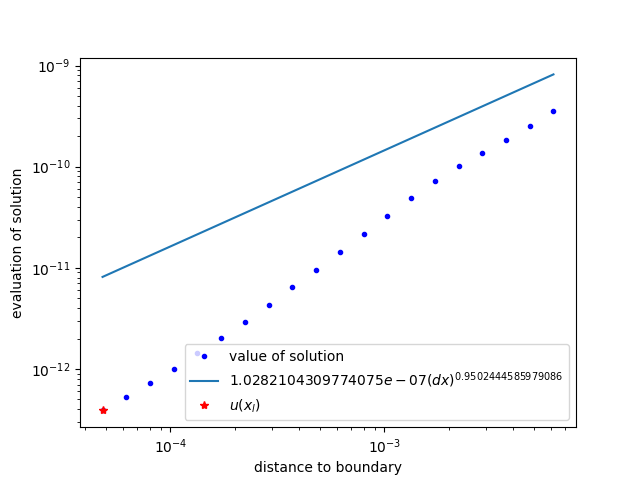 10^{-9}
10^{-10}
10^{-11}
10^{-12}
evaluation of solution
value of solution
1.0282104309774075e − 07(dx)^{0.9502444585979086}
u(x_l)
10^{-4}
10^{-3}
distance to boundary